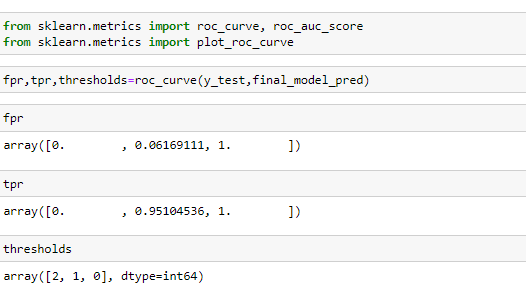 from sklearn.metrics import roc_curve, roc_auc_score
from sklearn.metrics import plot_roc_curve
fpr,tpr,thresholds=roc_curve(y_test,final_model_pred)
fpr
array([0.        , 0.06169111, 1.        ])
tpr
array([0.        , 0.95104536, 1.        ])
thresholds
array([2, 1, 0], dtype=int64)